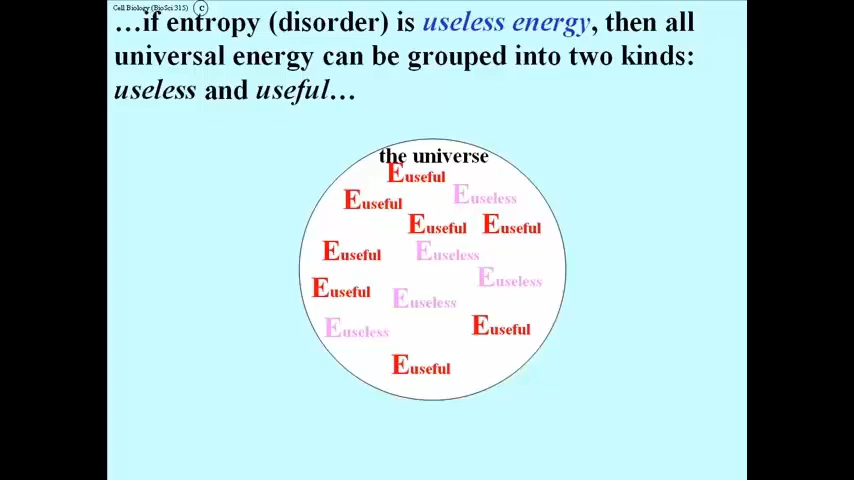 Cell Biology (BioSci 315) C
…if entropy (disorder) is useless energy, then all
universal energy can be grouped into two kinds:
useless and useful…
the universe
Euseful
Euseless
Euseful
Euseful Euseful
Euseful
Euseless
Euseless
Euseful
Euseless
Euseless
Euseful
Euseful